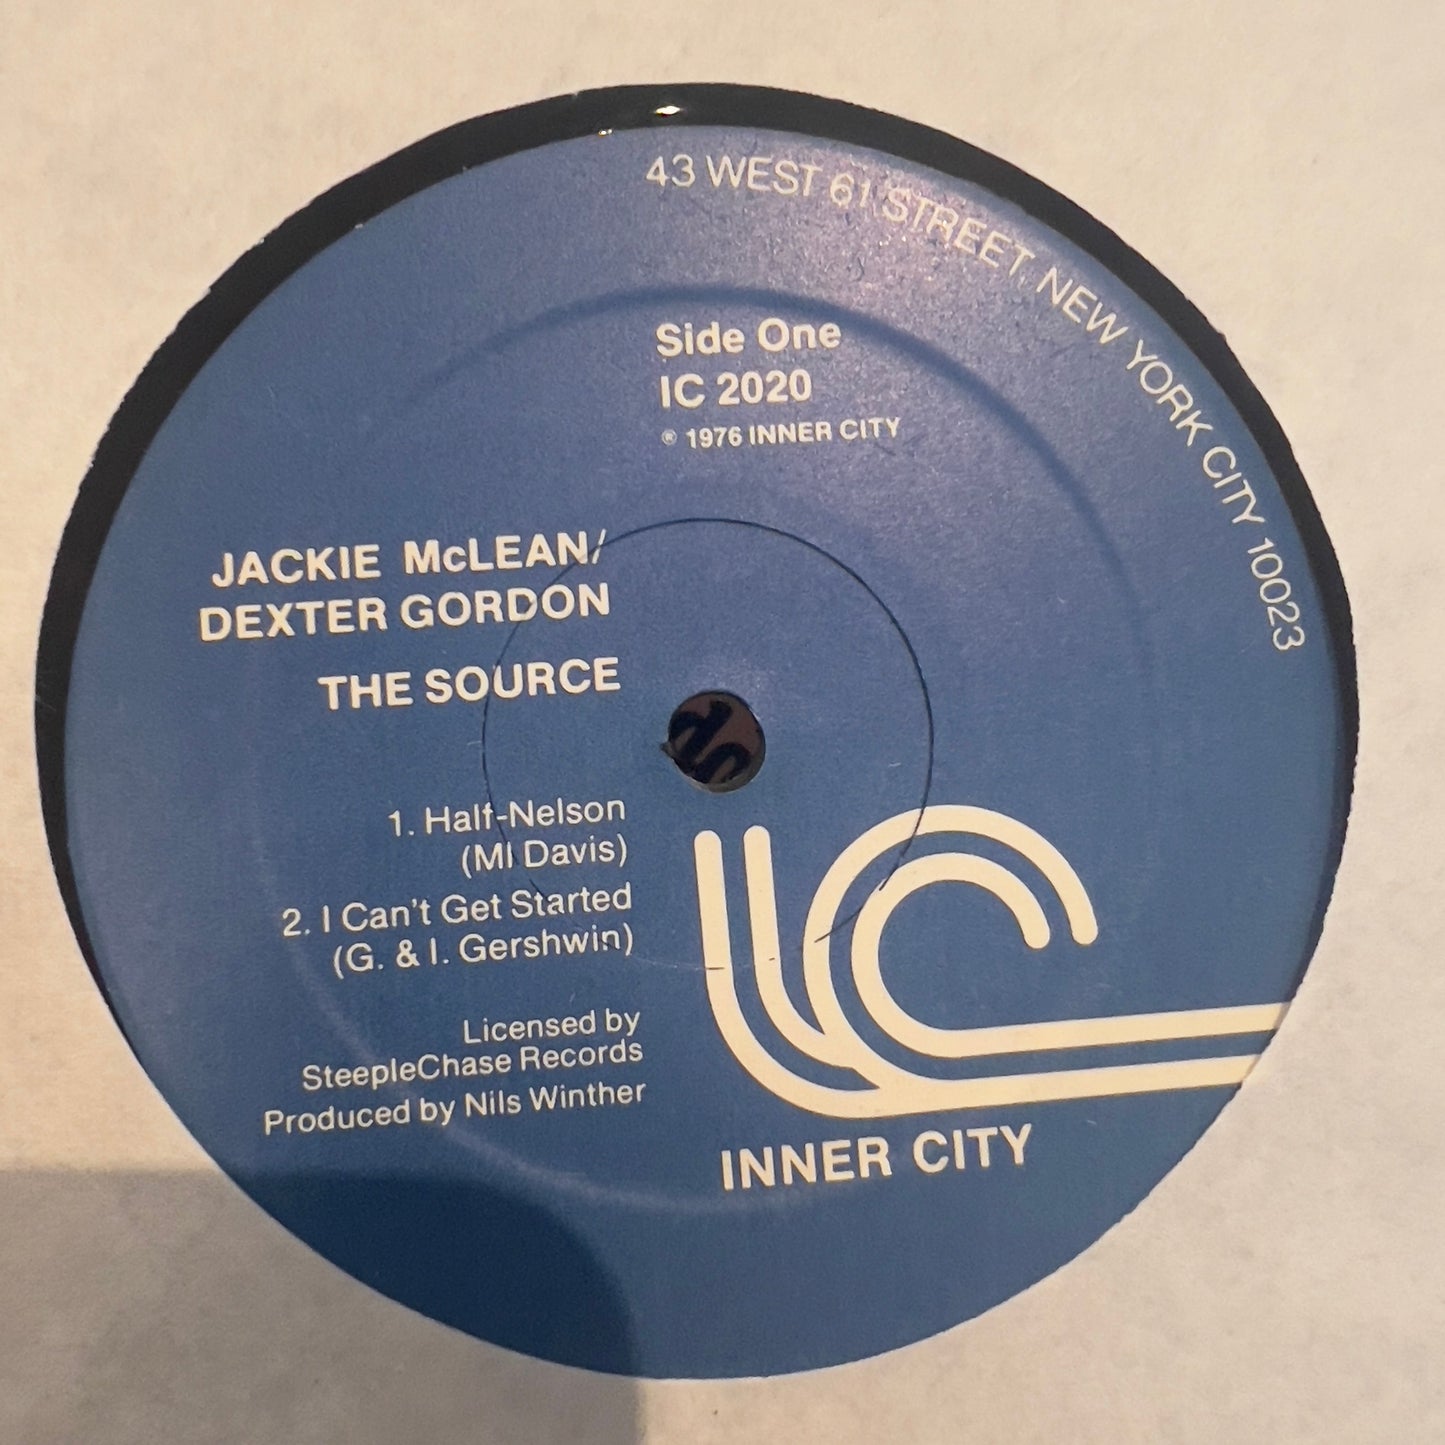 43 WEST 61 STREET, NEW YORK CITY 10023
Side One
IC 2020
℗ 1976 INNER CITY
JACKIE McLEAN/
DEXTER GORDON
THE SOURCE
1. Half-Nelson
(MI Davis)
2. I Can't Get Started
(G. & I. Gershwin)
Licensed by
SteepleChase Records
Produced by Nils Winther
IC
INNER CITY